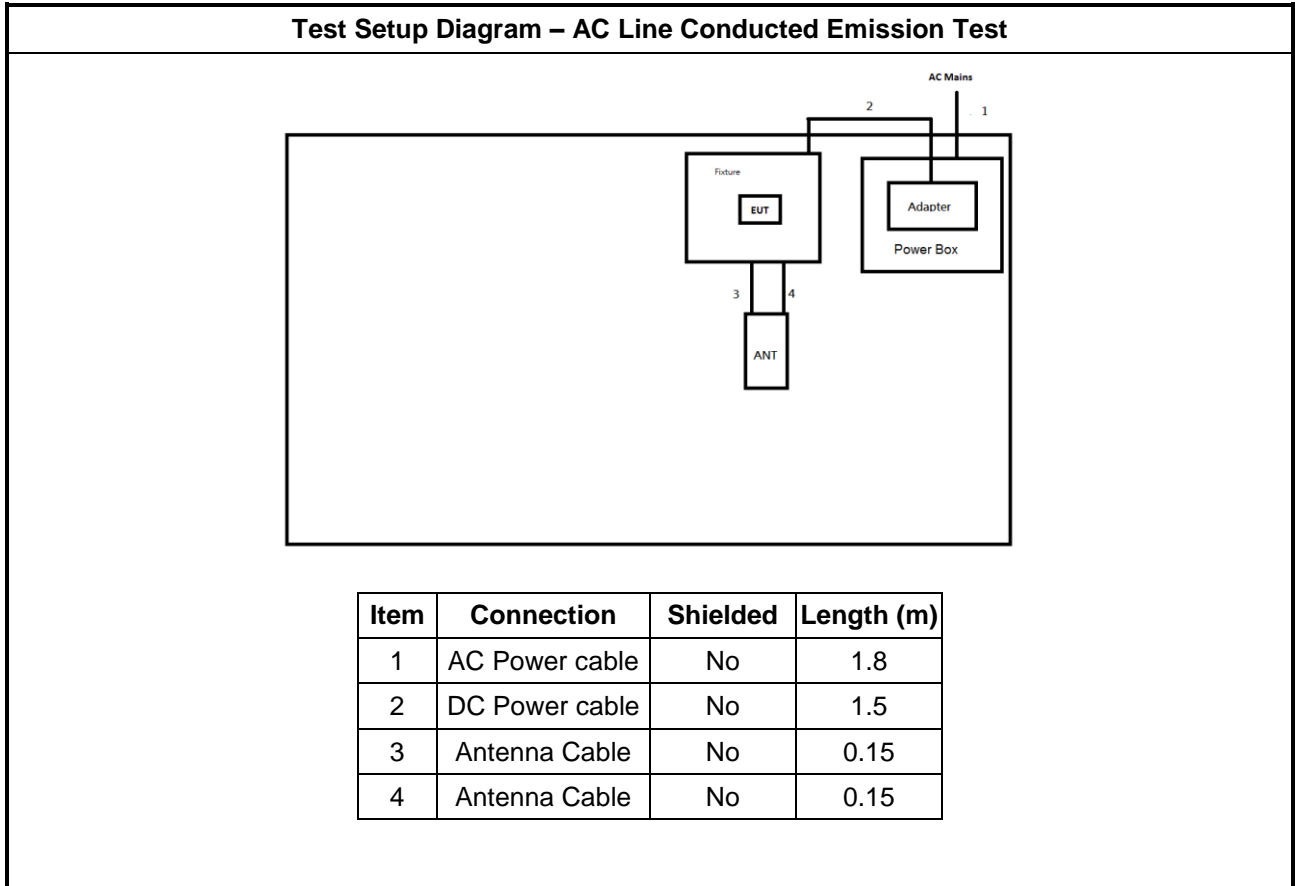 Test Setup Diagram – AC Line Conducted Emission Test
AC Mains
2
1
Fixture
EUT
Adapter
Power Box
3
4
ANT
Item Connection Shielded Length (m)
1 AC Power cable No 1.8
2 DC Power cable No 1.5
3 Antenna Cable No 0.15
4 Antenna Cable No 0.15